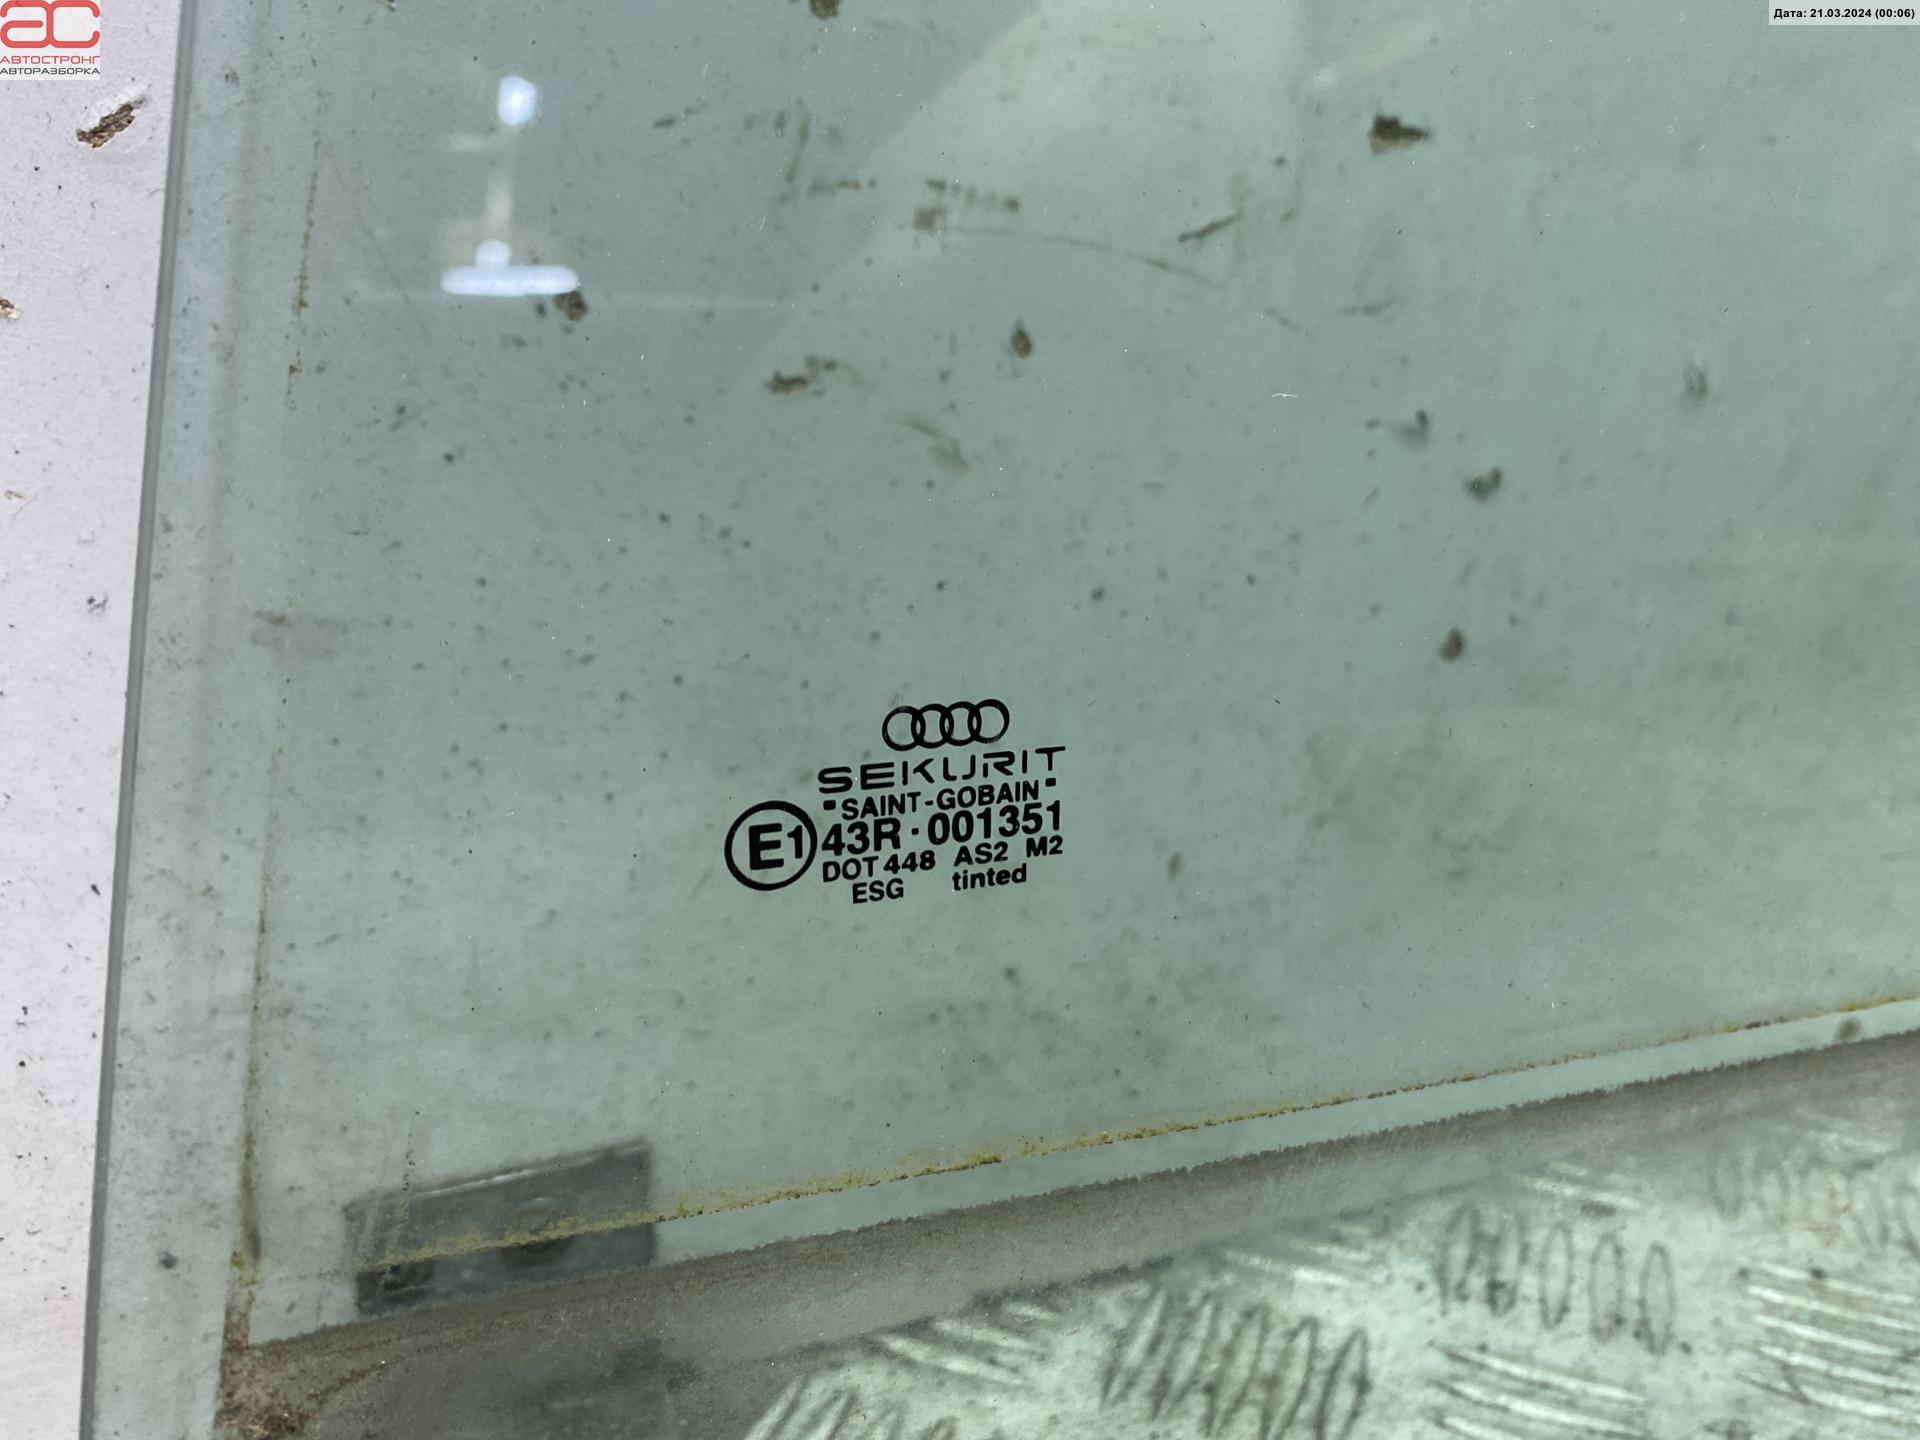 АВТОСТРОНГ
АВТОРАЗБОРКА
Дата: 21.03.2024 (00:06)
SEKURIT
"SAINT-GOBAIN"
E1 43R·001351
DOT 448 AS2 M2
ESG tinted